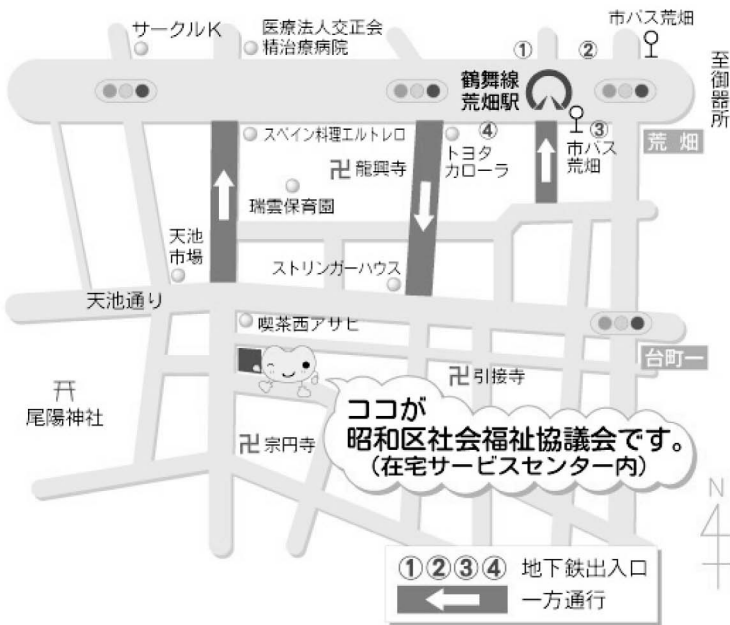 サークルK
医療法人交正会
精治療病院
市バス荒畑
①
②
至御器所
鶴舞線
荒畑駅
スペイン料理エルトレロ
④
③
トヨタ
カローラ
市バス
荒畑
荒畑
卍龍興寺
瑞雲保育園
天池
市場
ストリンガーハウス
天池通り
喫茶西アサヒ
台町一
卍引接寺
尾陽神社
ココが
昭和区社会福祉協議会です。
(在宅サービスセンター内)
卍宗円寺
N
①②③④ 地下鉄出入口
一方通行